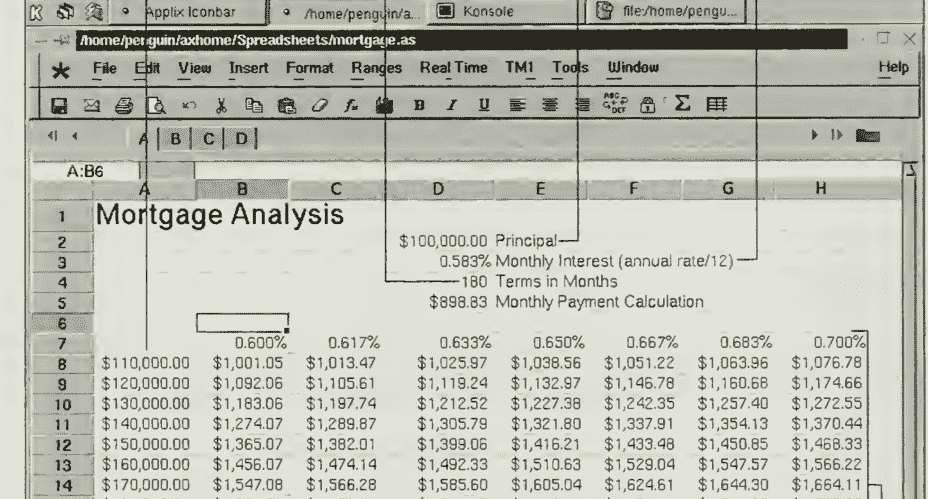 Applix Iconbar /home/penguin/a... Konsole file:/home/pengu...
/home/penguin/axhome/Spreadsheets/mortgage.as
File Edit View Insert Format Ranges Real Time TM1 Tools Window Help
B I U
A B C D
A:B6
A B C D E F G H
1 Mortgage Analysis
2 $100,000.00 Principal
3 0.583% Monthly Interest (annual rate/12)
4 180 Terms in Months
5 $898.83 Monthly Payment Calculation
6
7 0.600% 0.617% 0.633% 0.650% 0.667% 0.683% 0.700%
8 $110,000.00 $1,001.05 $1,013.47 $1,025.97 $1,038.56 $1,051.22 $1,063.96 $1,076.78
9 $120,000.00 $1,092.06 $1,105.61 $1,119.24 $1,132.97 $1,146.78 $1,160.68 $1,174.66
10 $130,000.00 $1,183.06 $1,197.74 $1,212.52 $1,227.38 $1,242.35 $1,257.40 $1,272.55
11 $140,000.00 $1,274.07 $1,289.87 $1,305.79 $1,321.80 $1,337.91 $1,354.13 $1,370.44
12 $150,000.00 $1,365.07 $1,382.01 $1,399.06 $1,416.21 $1,433.48 $1,450.85 $1,468.33
13 $160,000.00 $1,456.07 $1,474.14 $1,492.33 $1,510.63 $1,529.04 $1,547.57 $1,566.22
14 $170,000.00 $1,547.08 $1,566.28 $1,585.60 $1,605.04 $1,624.61 $1,644.30 $1,664.11